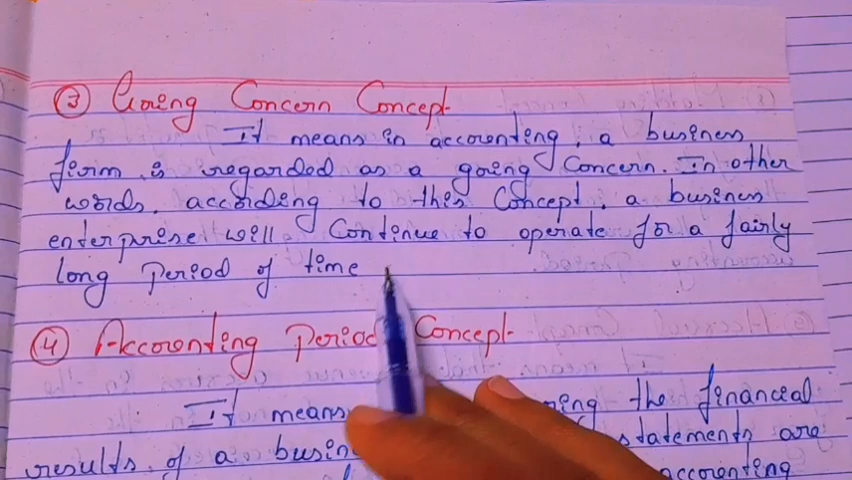 ③ Going Concern Concept
It means in accounting, a business
firm is regarded as a going Concern. In other
words, according to this Concept, a business
enterprise will Continue to operate for a fairly
long Period of time
④ Accounting Period Concept
It means the financial
results of a busin statements are
accounting